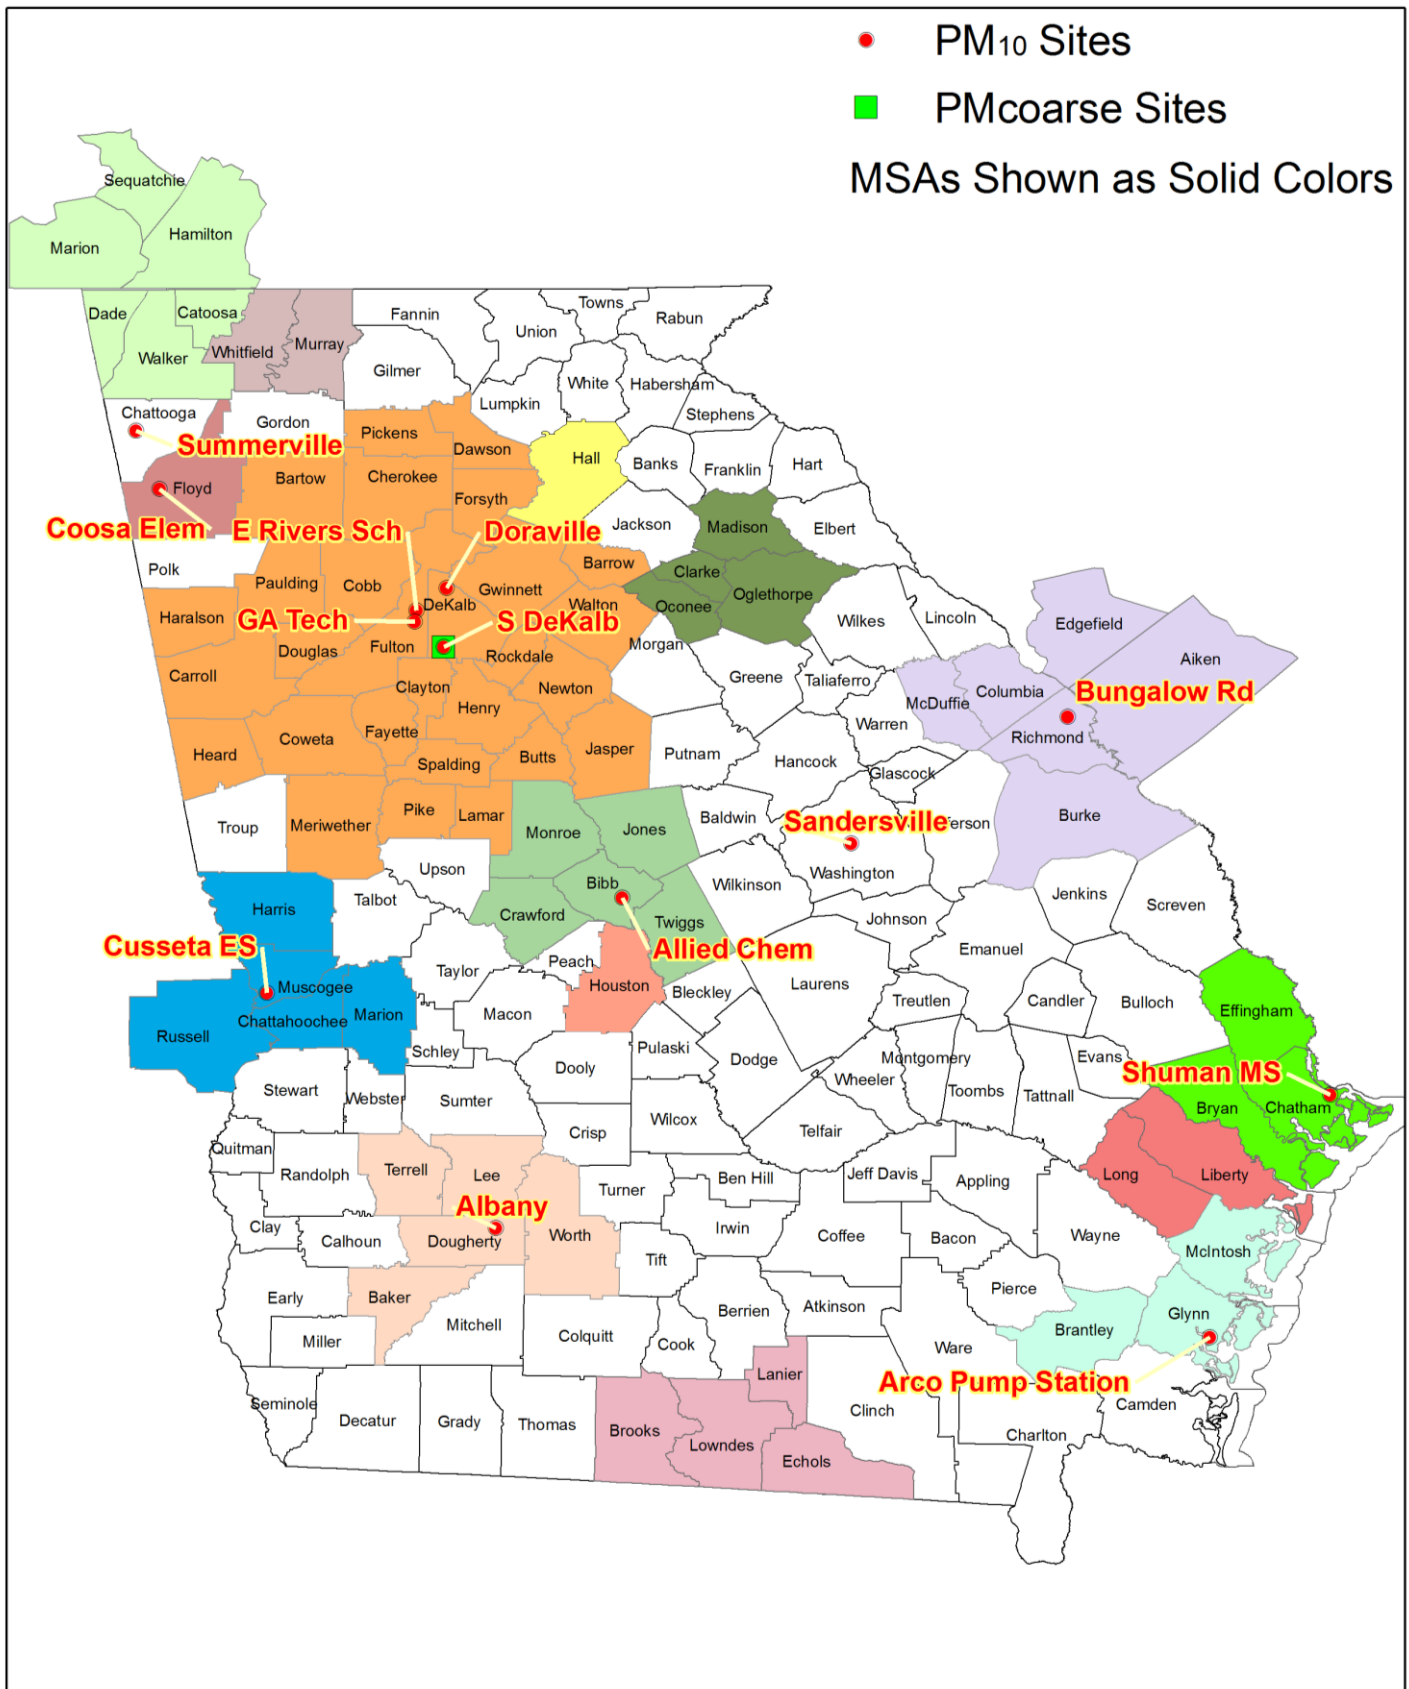 PM10 Sites
PMcoarse Sites
MSAs Shown as Solid Colors
Sequatchie
Marion
Hamilton
Dade
Catoosa
Walker
Whitfield
Murray
Fannin
Union
Towns
Rabun
Gilmer
White
Habersham
Lumpkin
Stephens
Chattooga
Gordon
Pickens
Dawson
Summerville
Hall
Banks
Franklin
Hart
Floyd
Bartow
Cherokee
Forsyth
Coosa Elem
E Rivers Sch
Doraville
Jackson
Madison
Elbert
Polk
Paulding
Cobb
Barrow
Clarke
Gwinnett
Oglethorpe
Haralson
DeKalb
Walton
Oconee
GA Tech
S DeKalb
Wilkes
Lincoln
Edgefield
Douglas
Fulton
Rockdale
Morgan
Aiken
Carroll
Clayton
Newton
Greene
Taliaferro
McDuffie
Columbia
Bungalow Rd
Henry
Fayette
Warren
Richmond
Heard
Coweta
Spalding
Butts
Jasper
Putnam
Hancock
Glascock
Troup
Meriwether
Pike
Lamar
Monroe
Jones
Baldwin
Sandersville
ferson
Burke
Upson
Washington
Bibb
Wilkinson
Jenkins
Screven
Harris
Talbot
Crawford
Twiggs
Johnson
Cusseta ES
Allied Chem
Emanuel
Taylor
Peach
Muscogee
Houston
Bleckley
Laurens
Treutlen
Candler
Bulloch
Effingham
Russell
Chattahoochee
Marion
Macon
Schley
Pulaski
Dodge
Montgomery
Evans
Dooly
Wheeler
Shuman MS
Stewart
Webster
Sumter
Toombs
Tattnall
Bryan
Chatham
Crisp
Wilcox
Telfair
Quitman
Randolph
Terrell
Lee
Turner
Ben Hill
Jeff Davis
Appling
Long
Liberty
Albany
Clay
Calhoun
Dougherty
Worth
Irwin
Coffee
Bacon
Wayne
McIntosh
Tift
Early
Baker
Pierce
Berrien
Atkinson
Glynn
Miller
Mitchell
Colquitt
Cook
Ware
Brantley
Lanier
Arco Pump Station
Seminole
Decatur
Grady
Thomas
Brooks
Lowndes
Clinch
Camden
Echols
Charlton